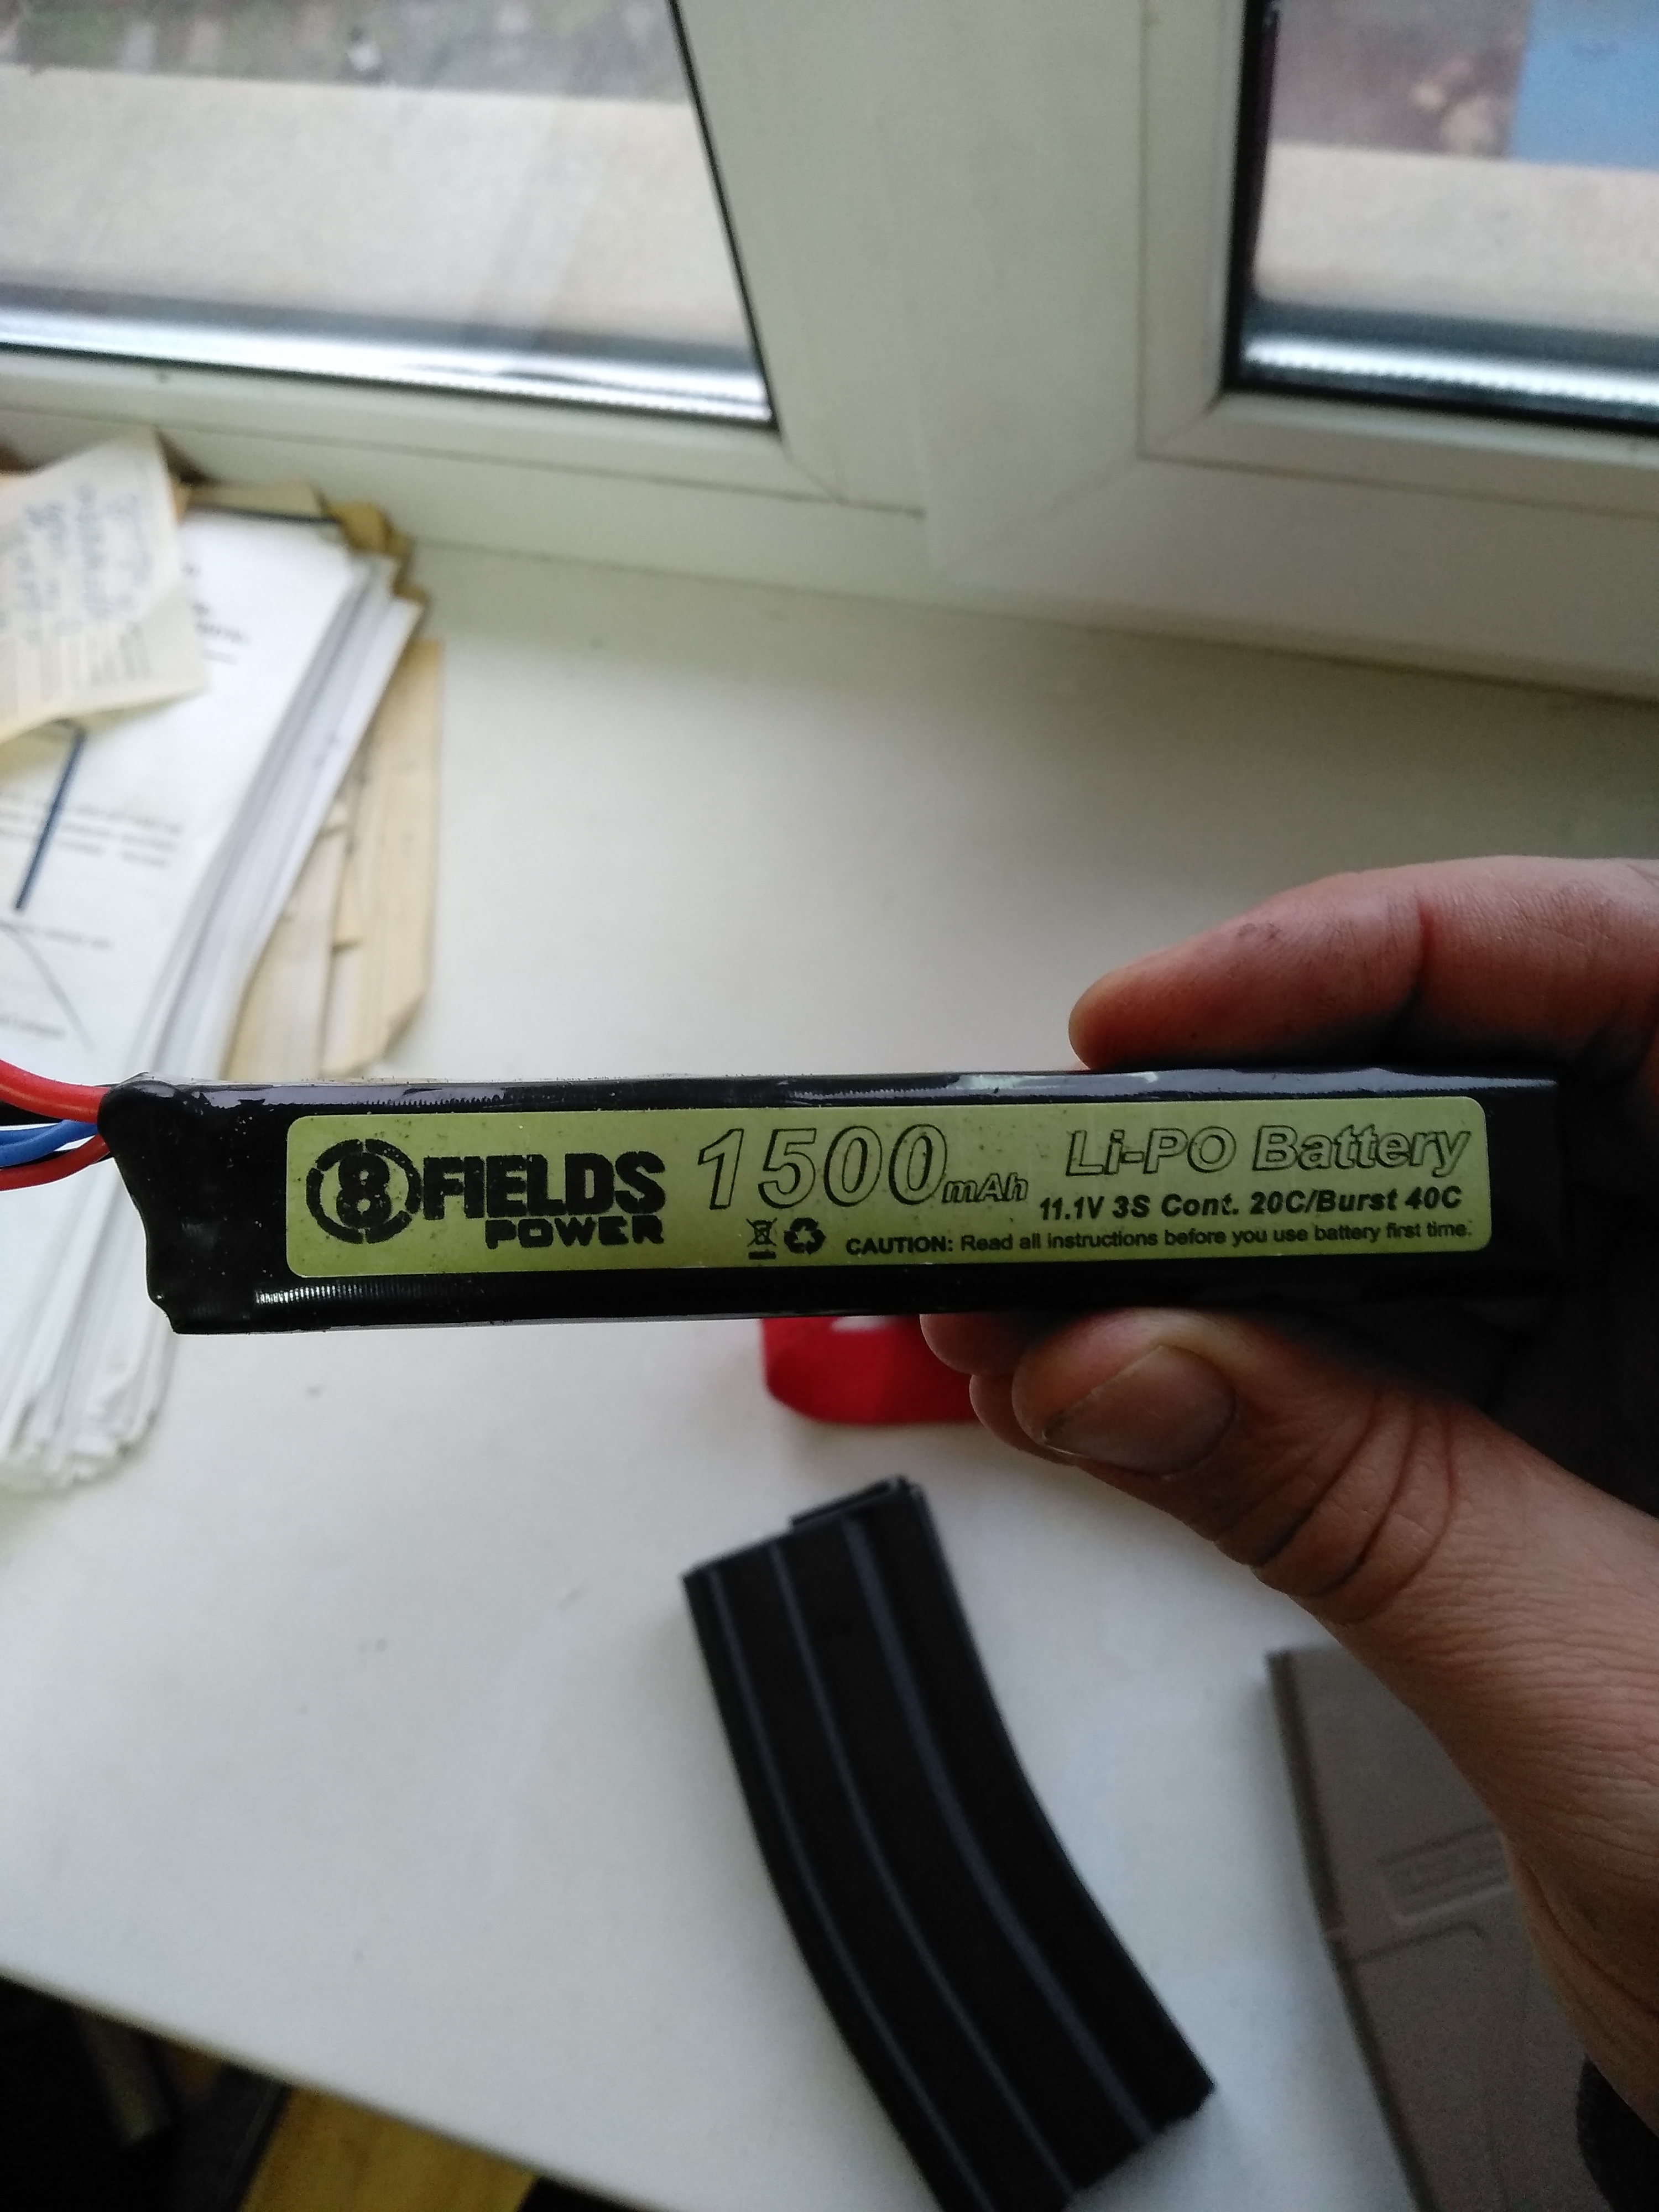 8FIELDS
POWER
1500mAh
Li-PO Battery
11.1V 3S Cont. 20C/Burst 40C
CAUTION: Read all instructions before you use battery first time.